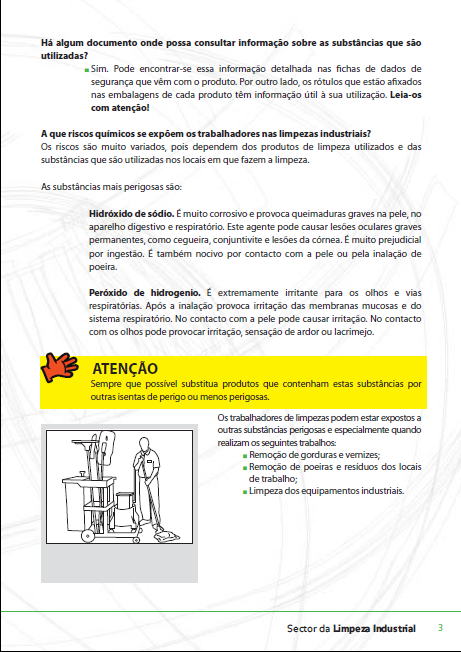 Há algum documento onde possa consultar informação sobre as substâncias que são
utilizadas?
Sim. Pode encontrar-se essa informação detalhada nas fichas de dados de
segurança que vêm com o produto. Por outro lado, os rótulos que estão afixados
nas embalagens de cada produto têm informação útil à sua utilização. Leia-os
com atenção!
A que riscos químicos se expõem os trabalhadores nas limpezas industriais?
Os riscos são muito variados, pois dependem dos produtos de limpeza utilizados e das
substâncias que são utilizadas nos locais em que fazem a limpeza.
As substâncias mais perigosas são:
Hidróxido de sódio. É muito corrosivo e provoca queimaduras graves na pele, no
aparelho digestivo e respiratório. Este agente pode causar lesões oculares graves
permanentes, como cegueira, conjuntivite e lesões da córnea. É muito prejudicial
por ingestão. É também nocivo por contacto com a pele ou pela inalação de
poeira.
Peróxido de hidrogenio. É extremamente irritante para os olhos e vias
respiratórias. Após a inalação provoca irritação das membranas mucosas e do
sistema respiratório. No contacto com a pele pode causar irritação. No contacto
com os olhos pode provocar irritação, sensação de ardor ou lacrimejo.
ATENÇÃO
Sempre que possível substitua produtos que contenham estas substâncias por
outras isentas de perigo ou menos perigosas.
Os trabalhadores de limpezas podem estar expostos a
outras substâncias perigosas e especialmente quando
realizam os seguintes trabalhos:
Remoção de gorduras e vernizes;
Remoção de poeiras e resíduos dos locais
de trabalho;
Limpeza dos equipamentos industriais.
Sector da Limpeza Industrial 3